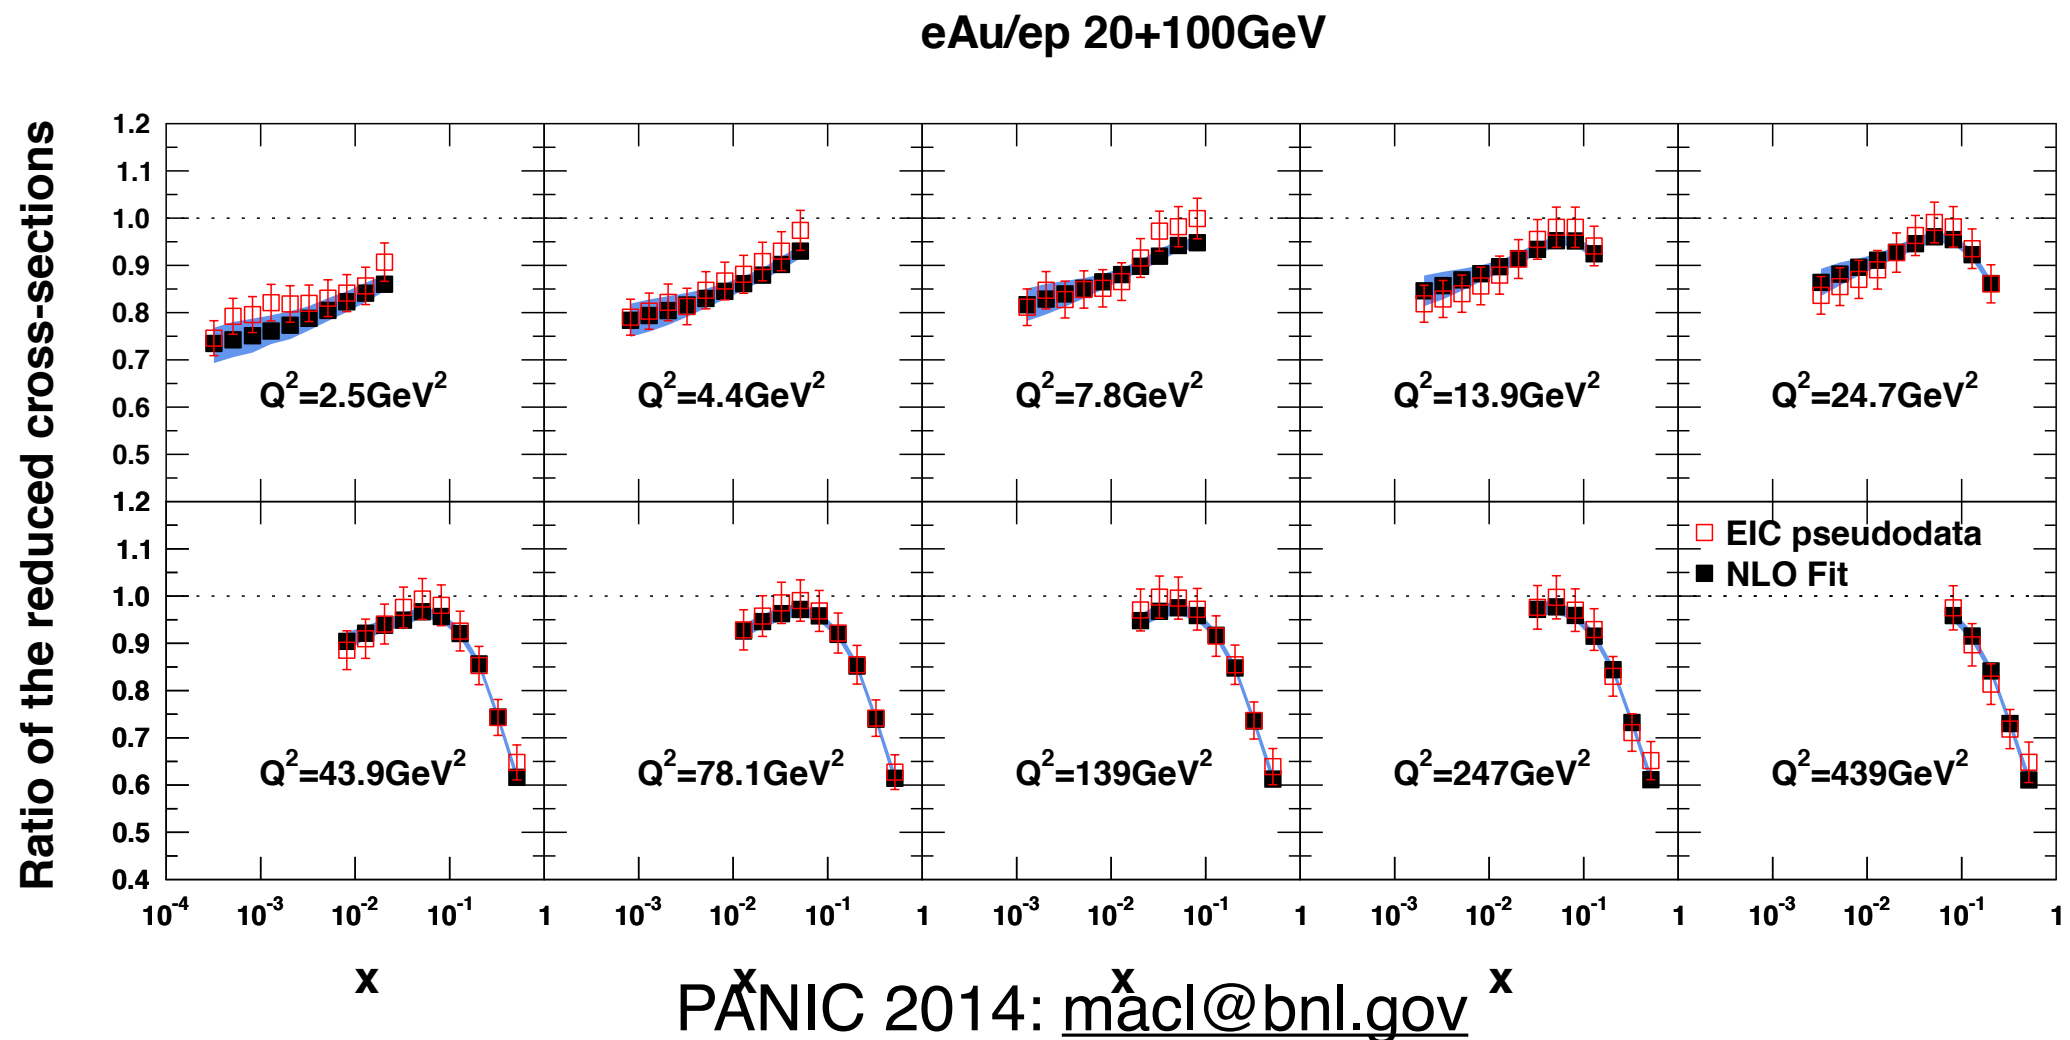 eAu/ep 20+100GeV
Ratio of the reduced cross-sections
1.2
1.1
1.0
0.9
0.8
0.7
0.6
0.5
Q²=2.5GeV²
Q²=4.4GeV²
Q²=7.8GeV²
Q²=13.9GeV²
Q²=24.7GeV²
1.2
1.1
1.0
0.9
0.8
0.7
0.6
0.5
0.4
EIC pseudodata
NLO Fit
Q²=43.9GeV²
Q²=78.1GeV²
Q²=139GeV²
Q²=247GeV²
Q²=439GeV²
10⁻⁴ 10⁻³ 10⁻² 10⁻¹ 1 10⁻³ 10⁻² 10⁻¹ 1 10⁻³ 10⁻² 10⁻¹ 1 10⁻³ 10⁻² 10⁻¹ 1 10⁻³ 10⁻² 10⁻¹ 1
x x x x
PANIC 2014: macl@bnl.gov